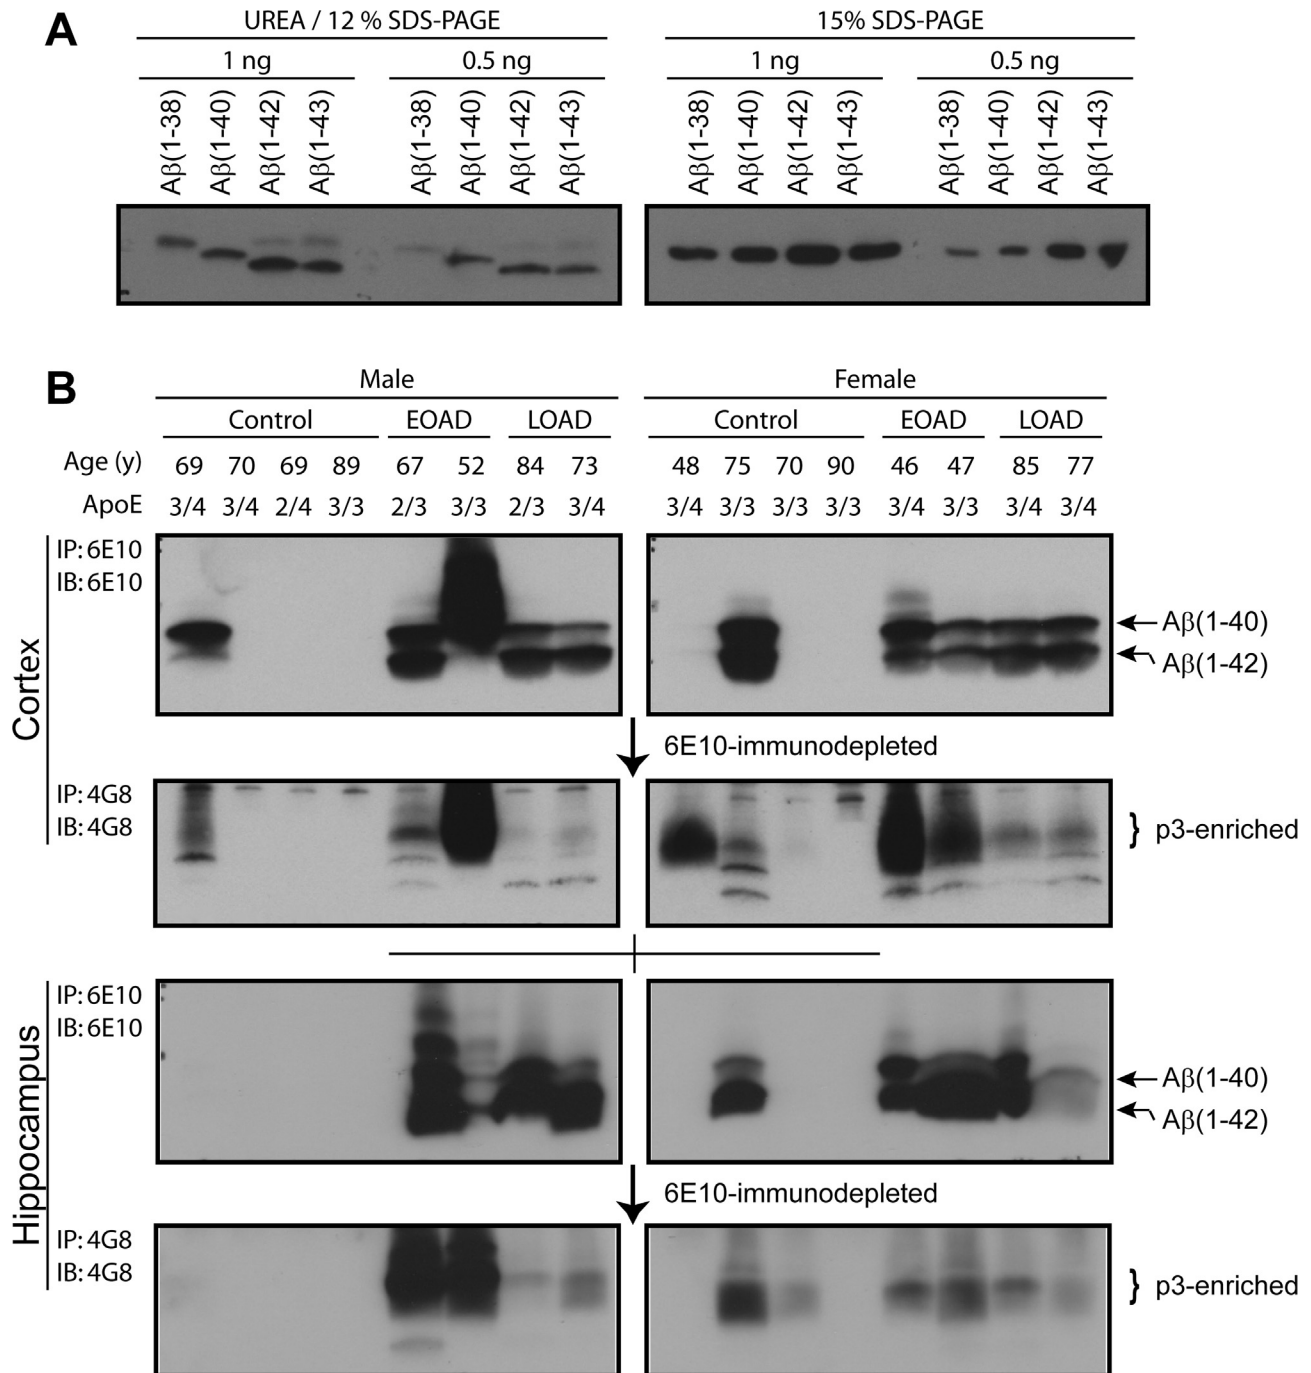 A
UREA / 12 % SDS-PAGE 15% SDS-PAGE
1 ng 0.5 ng 1 ng 0.5 ng
Aβ(1-38) Aβ(1-40) Aβ(1-42) Aβ(1-43) Aβ(1-38) Aβ(1-40) Aβ(1-42) Aβ(1-43) Aβ(1-38) Aβ(1-40) Aβ(1-42) Aβ(1-43) Aβ(1-38) Aβ(1-40) Aβ(1-42) Aβ(1-43)
B
Male Female
Control EOAD LOAD Control EOAD LOAD
Age (y) 69 70 69 89 67 52 84 73 48 75 70 90 46 47 85 77
ApoE 3/4 3/4 2/4 3/3 2/3 3/3 2/3 3/4 3/4 3/3 3/3 3/3 3/4 3/3 3/4 3/4
Cortex
IP:6E10
IB:6E10
Aβ(1-40)
Aβ(1-42)
6E10-immunodepleted
IP:4G8
IB:4G8
} p3-enriched
Hippocampus
IP:6E10
IB:6E10
Aβ(1-40)
Aβ(1-42)
6E10-immunodepleted
IP:4G8
IB:4G8
} p3-enriched